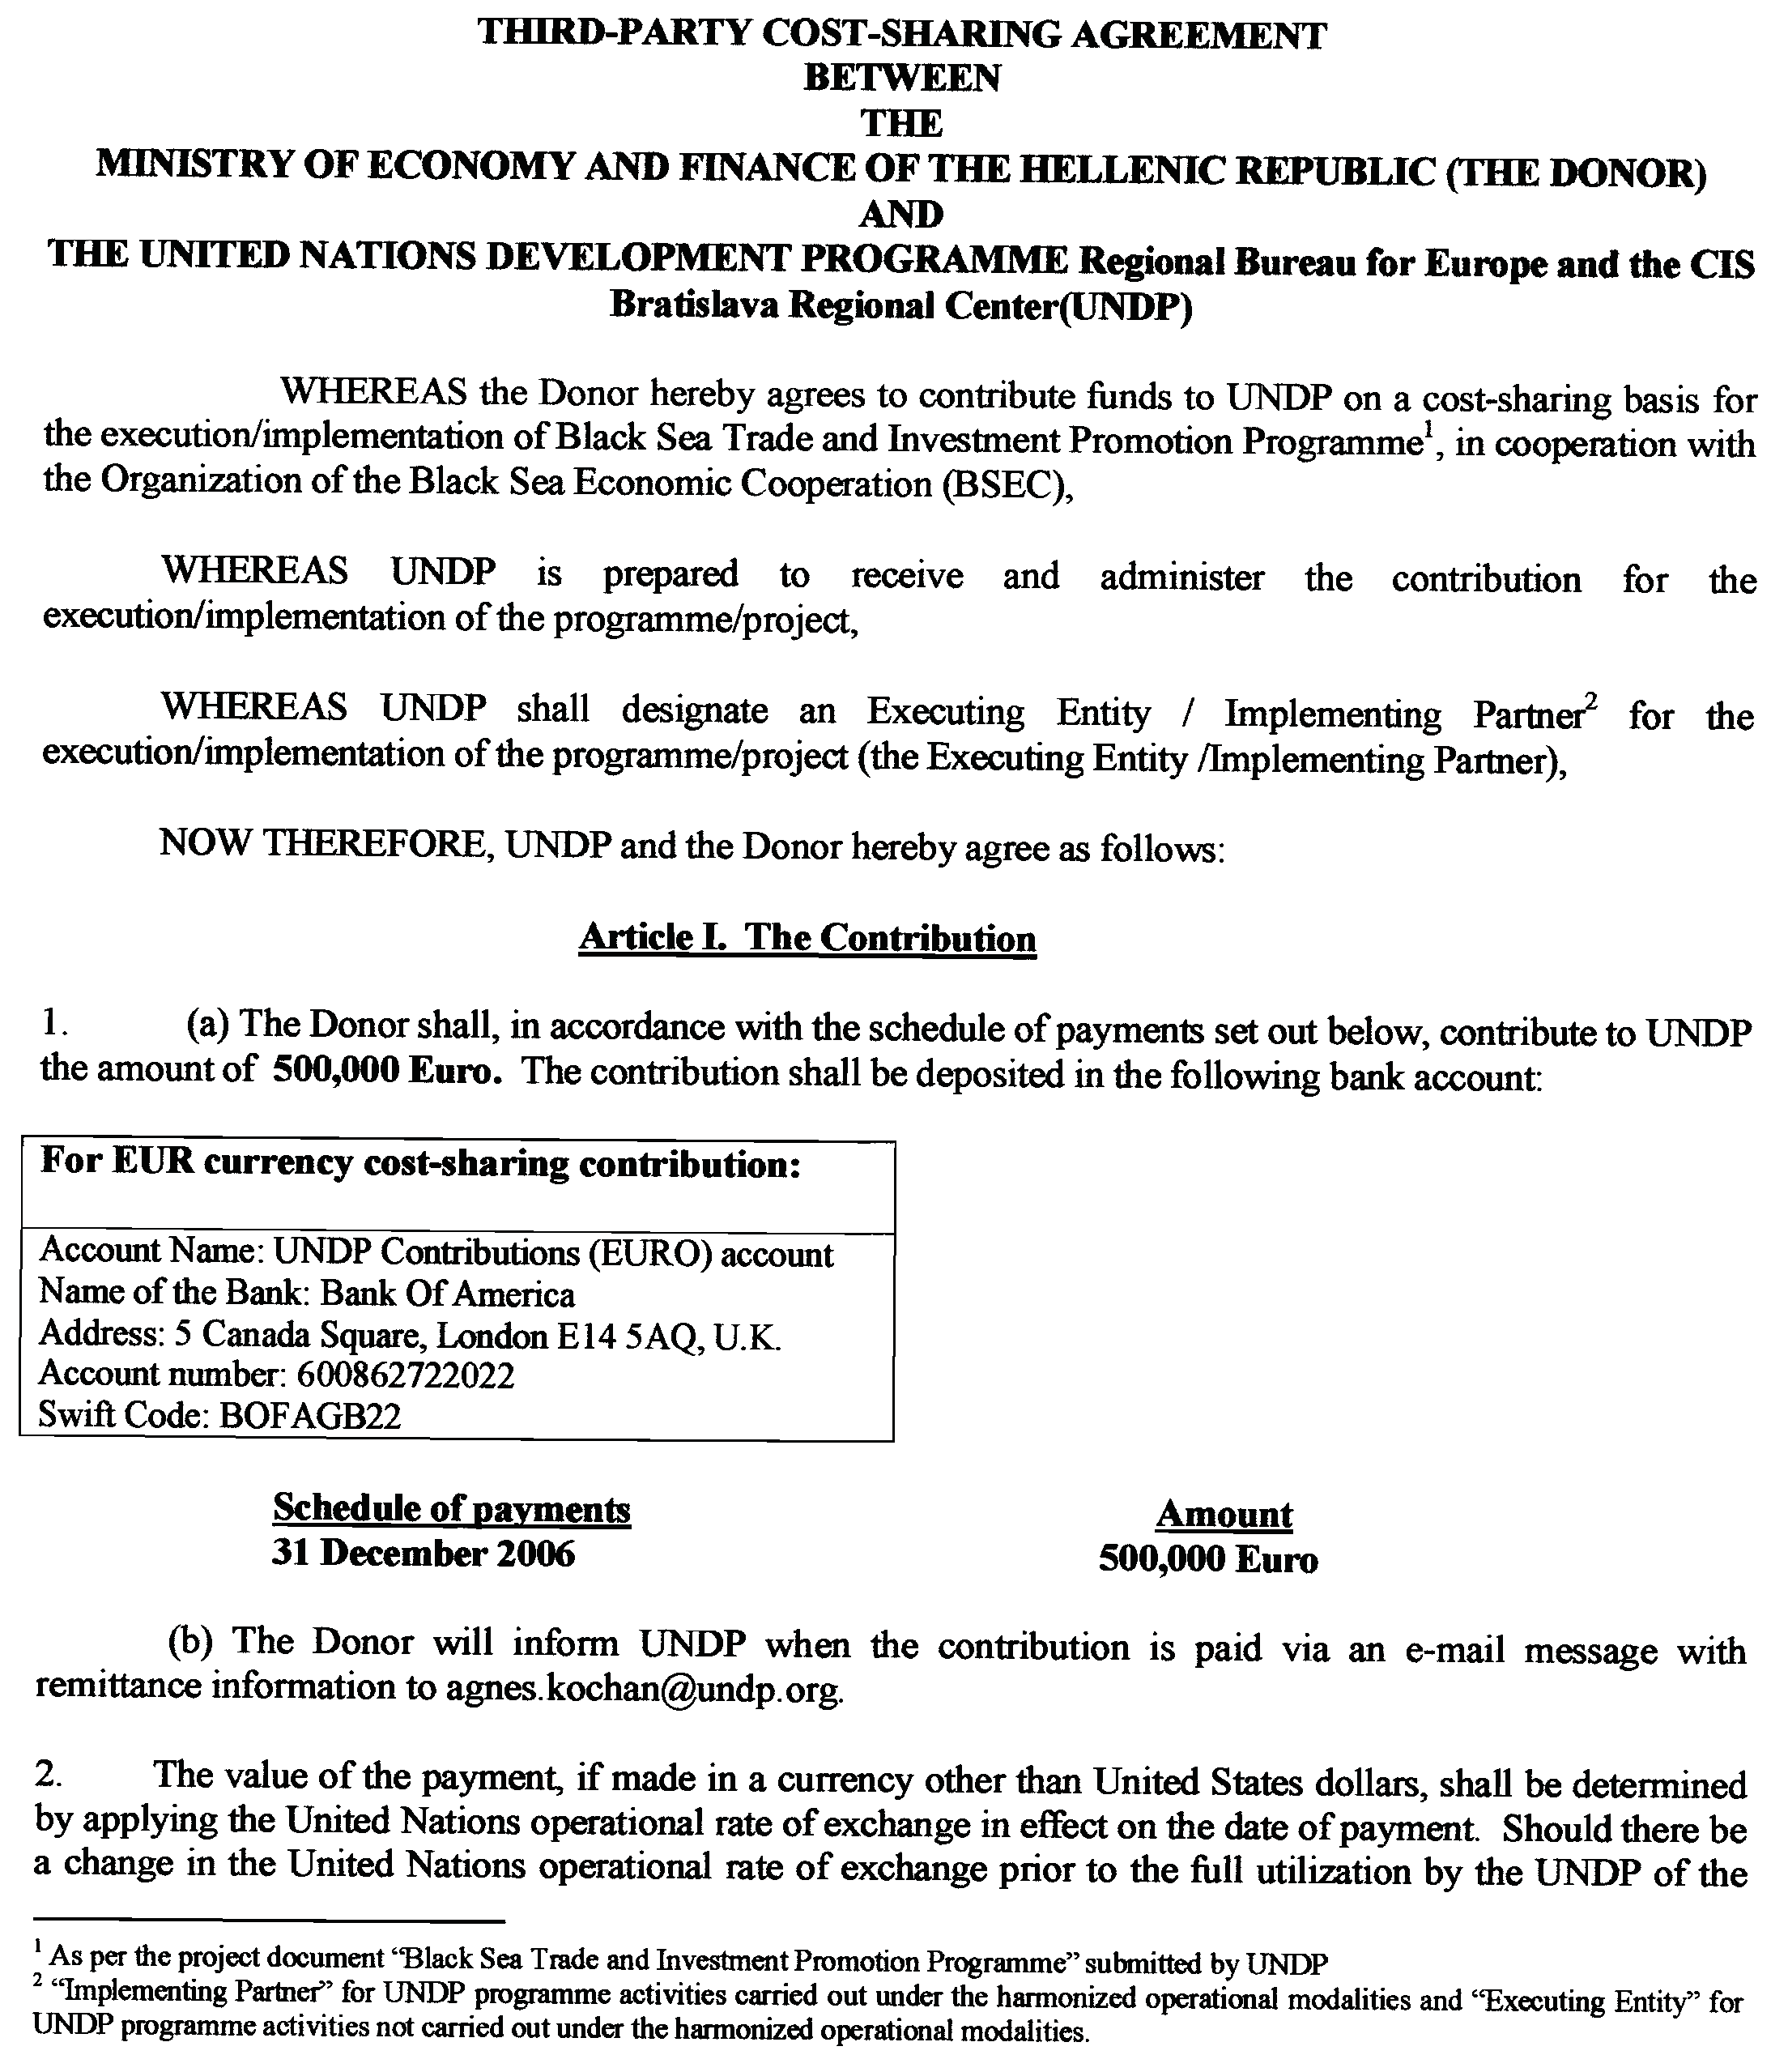 THIRD-PARTY COST-SHARING AGREEMENT
BETWEEN
THE
MINISTRY OF ECONOMY AND FINANCE OF THE HELLENIC REPUBLIC (THE DONOR)
AND
THE UNITED NATIONS DEVELOPMENT PROGRAMME Regional Bureau for Europe and the CIS
Bratislava Regional Center(UNDP)
WHEREAS the Donor hereby agrees to contribute funds to UNDP on a cost-sharing basis for
the execution/implementation of Black Sea Trade and Investment Promotion Programme¹, in cooperation with
the Organization of the Black Sea Economic Cooperation (BSEC),
WHEREAS UNDP is prepared to receive and administer the contribution for the
execution/implementation of the programme/project,
WHEREAS UNDP shall designate an Executing Entity / Implementing Partner² for the
execution/implementation of the programme/project (the Executing Entity /Implementing Partner),
NOW THEREFORE, UNDP and the Donor hereby agree as follows:
Article I. The Contribution
1. (a) The Donor shall, in accordance with the schedule of payments set out below, contribute to UNDP
the amount of 500,000 Euro. The contribution shall be deposited in the following bank account:
For EUR currency cost-sharing contribution:
Account Name: UNDP Contributions (EURO) account
Name of the Bank: Bank Of America
Address: 5 Canada Square, London E14 5AQ, U.K.
Account number: 600862722022
Swift Code: BOFAGB22
Schedule of payments Amount
31 December 2006 500,000 Euro
(b) The Donor will inform UNDP when the contribution is paid via an e-mail message with
remittance information to agnes.kochan@undp.org.
2. The value of the payment, if made in a currency other than United States dollars, shall be determined
by applying the United Nations operational rate of exchange in effect on the date of payment. Should there be
a change in the United Nations operational rate of exchange prior to the full utilization by the UNDP of the
¹ As per the project document “Black Sea Trade and Investment Promotion Programme” submitted by UNDP
² “Implementing Partner” for UNDP programme activities carried out under the harmonized operational modalities and “Executing Entity” for
UNDP programme activities not carried out under the harmonized operational modalities.